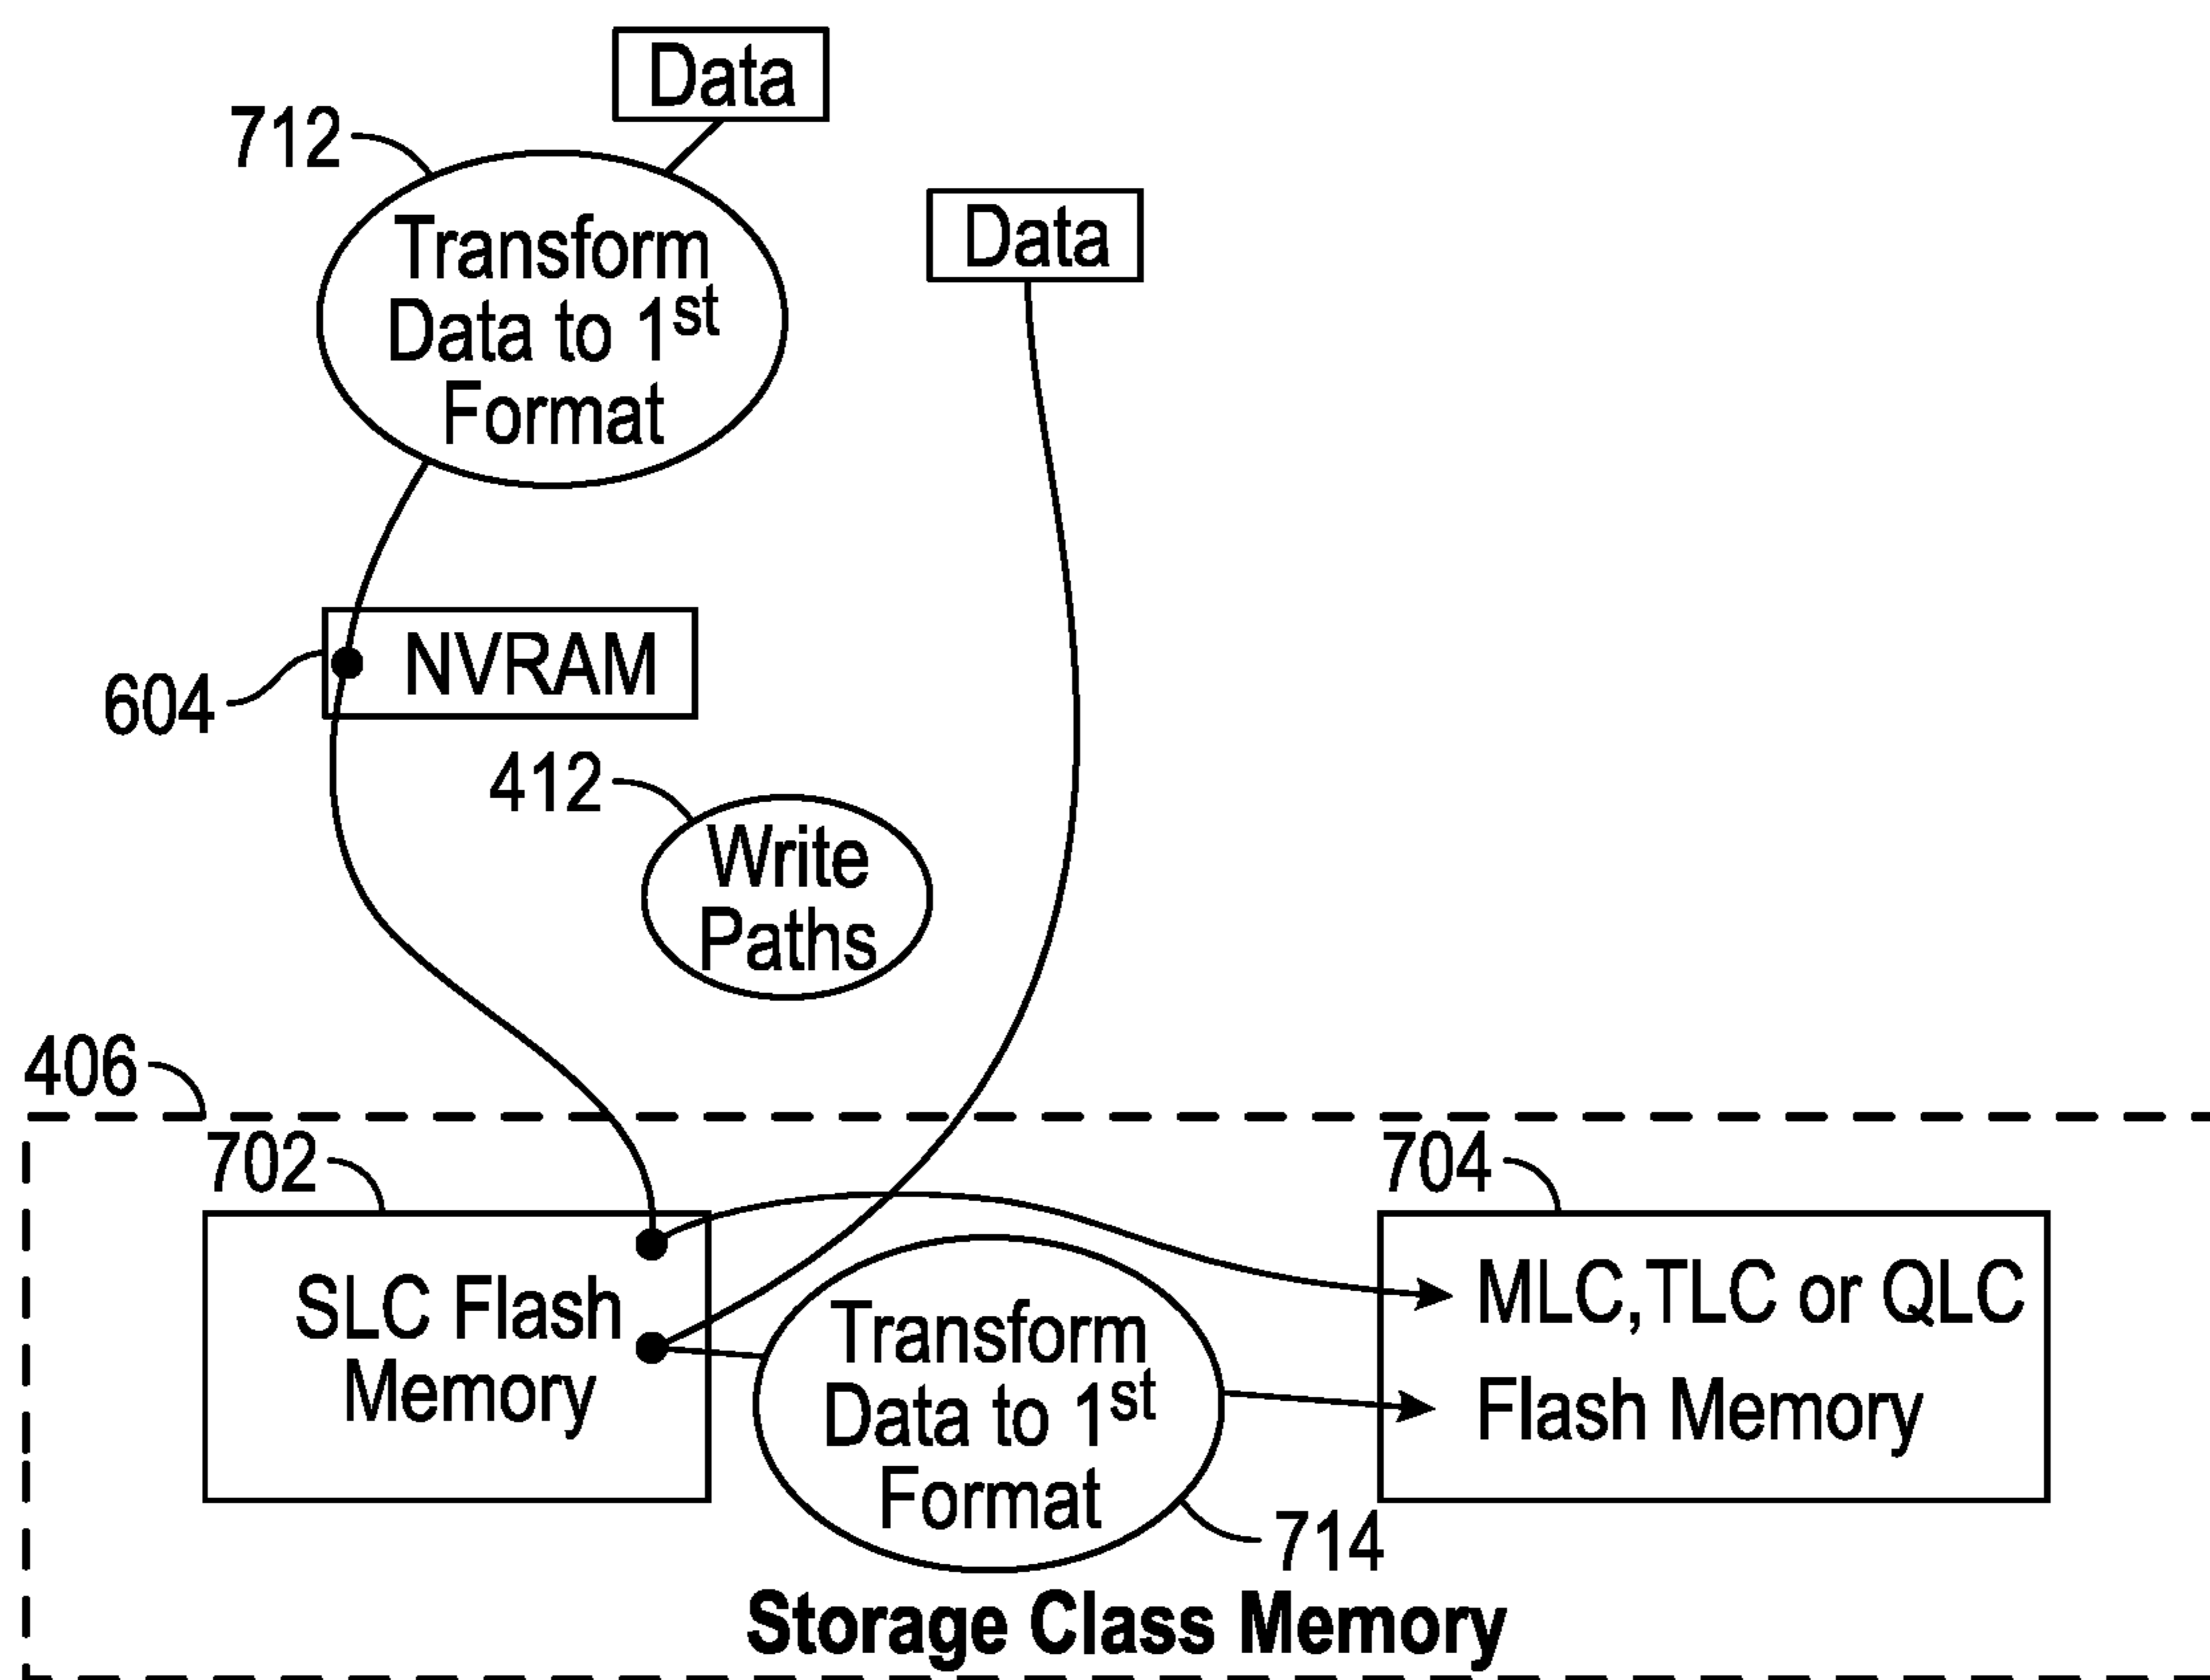 Data
712
Transform
Data to 1st
Format
Data
NVRAM
604
412
Write
Paths
406
702
704
SLC Flash
Memory
MLC, TLC or QLC
Flash Memory
Transform
Data to 1st
Format
714
Storage Class Memory